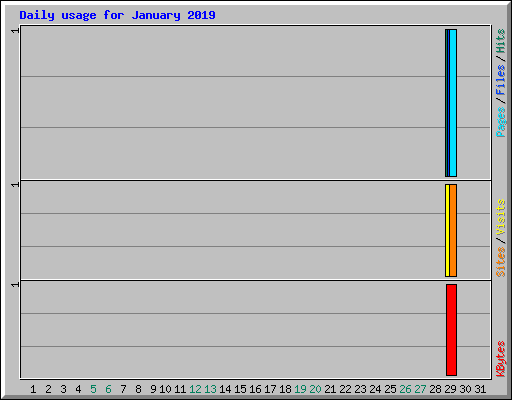 Daily usage for January 2019
1
1
1
Pages / Files / Hits
Sites / Visits
KBytes
1 2 3 4 5 6 7 8 9 10 11 12 13 14 15 16 17 18 19 20 21 22 23 24 25 26 27 28 29 30 31